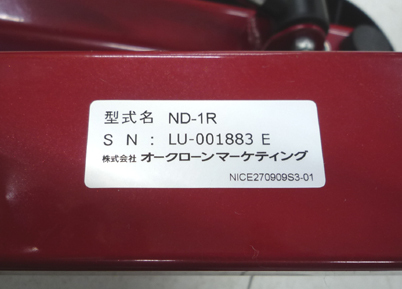 型式名 ND-1R
S N : LU-001883 E
株式会社 オークローンマーケティング
NICE270909S3-01